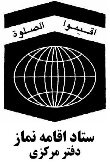 اقیموا الصلوة
ستاد اقامه نماز
دفتر مرکزی